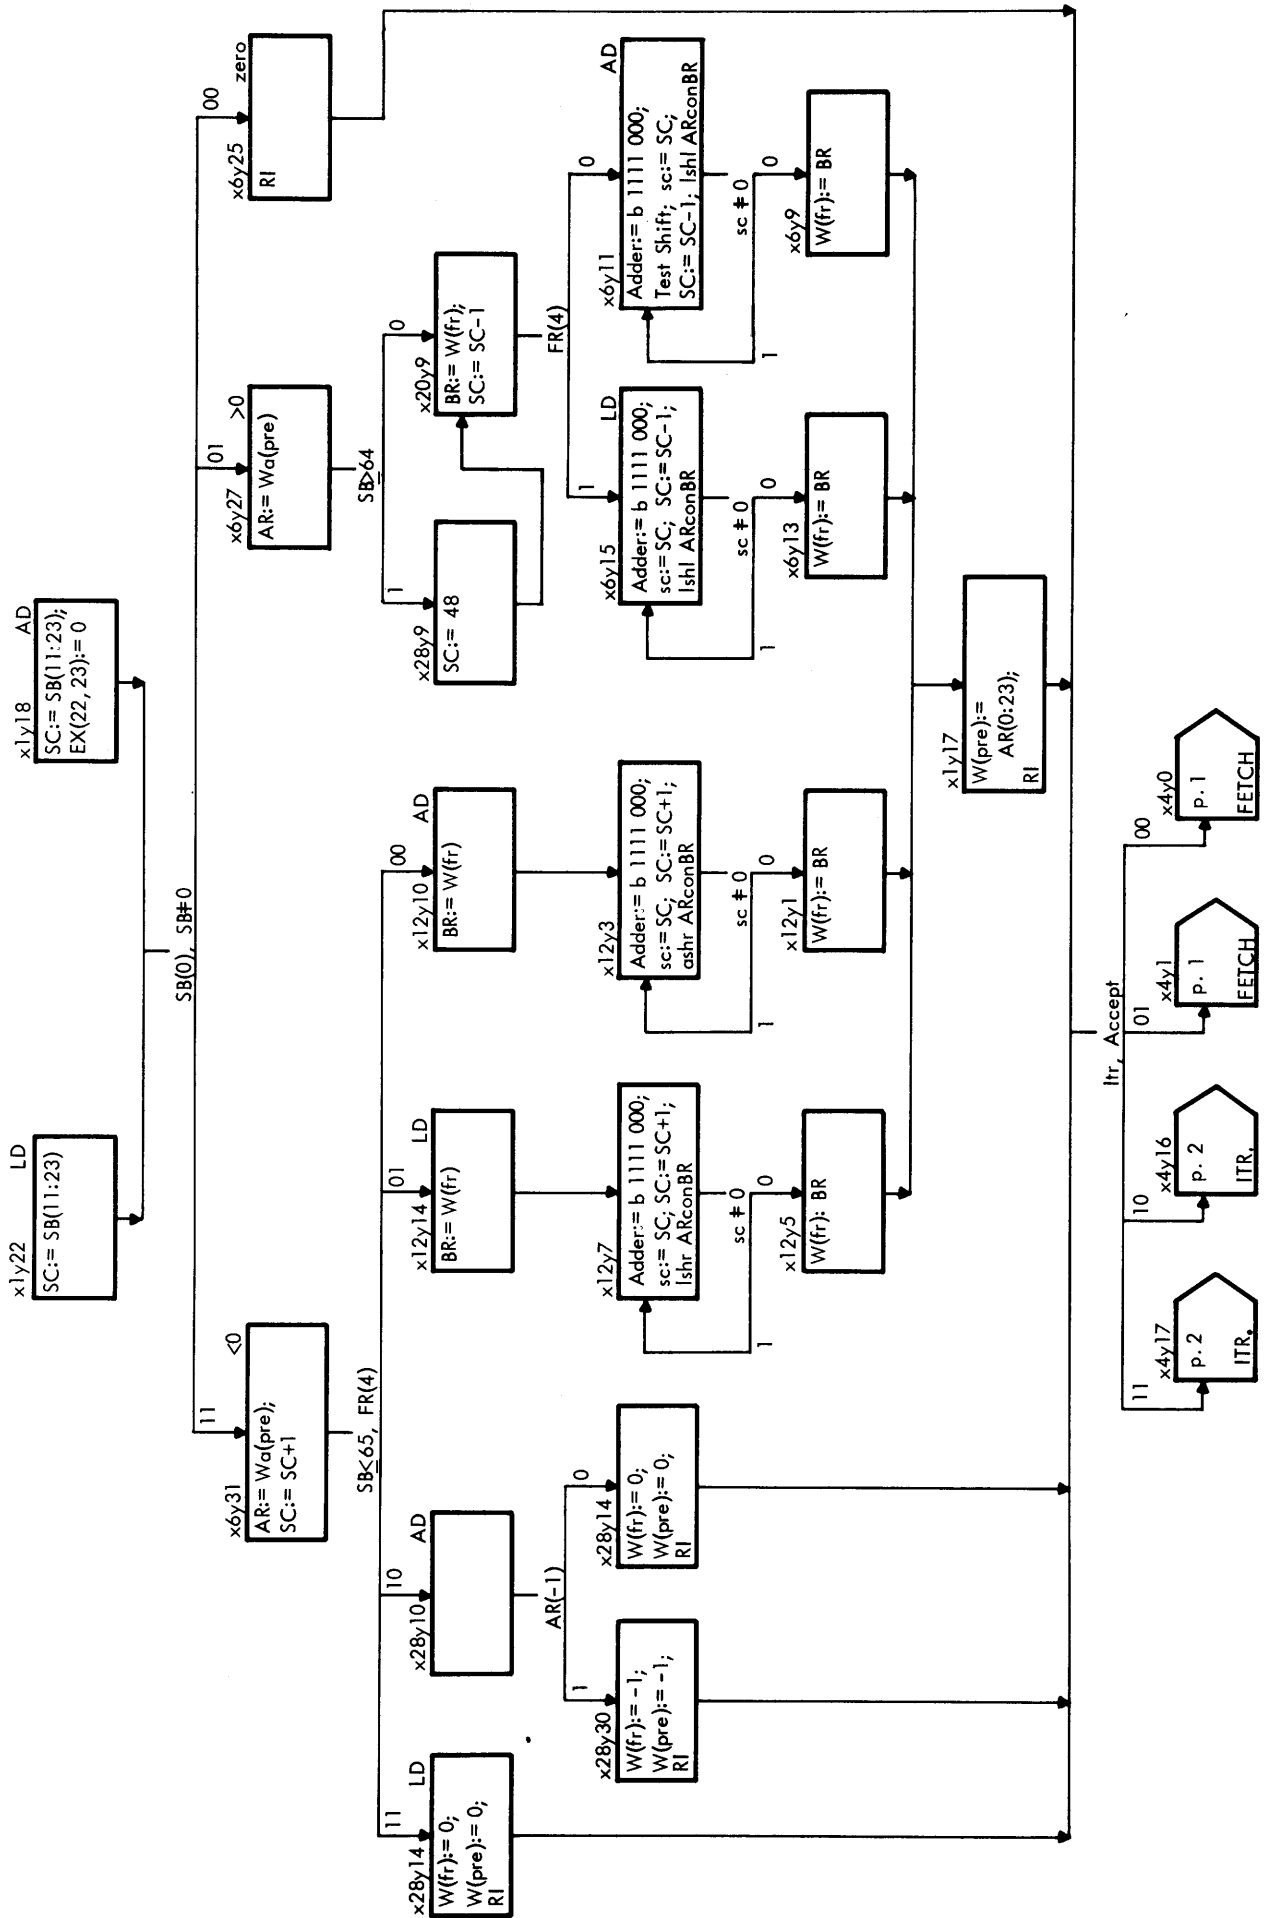 x1y22 LD
SC:= SB(11:23)
x1y18 AD
SC:= SB(11:23);
EX(22,23):= 0
SB(0), SB≠0
11
01
00
x6y31 <0
AR:= Wa(pre);
SC:= SC+1
x6y27 >0
AR:= Wa(pre)
x6y25 zero
RI
SB<65, FR(4)
11
10
01
00
SB≥64
1
0
x28y14 LD
W(fr):= 0;
W(pre):= 0;
RI
x28y10 AD
x12y14 LD
BR:= W(fr)
x12y10 AD
BR:= W(fr)
x28y9
SC:= 48
x20y9
BR:= W(fr);
SC:= SC-1
AR(-1)
1
0
FR(4)
1
0
x28y30
W(fr):= -1;
W(pre):= -1;
RI
x28y14
W(fr):= 0;
W(pre):= 0;
RI
x12y7
Adder:= b 1111 000;
sc:= SC; SC:= SC+1;
lshr ARconBR
x12y3
Adder:= b 1111 000;
sc:= SC; SC:= SC+1;
ashr ARconBR
x6y15 LD
Adder:= b 1111 000;
sc:= SC; SC:= SC-1;
lshl ARconBR
x6y11 AD
Adder:= b 1111 000;
Test Shift; sc:= SC;
SC:= SC-1; lshl ARconBR
sc ≠ 0
1
0
sc ≠ 0
1
0
sc ≠ 0
1
0
sc ≠ 0
1
0
x12y5
W(fr): BR
x12y1
W(fr):= BR
x6y13
W(fr):= BR
x6y9
W(fr):= BR
x1y17
W(pre):=
AR(0:23);
RI
Itr, Accept
11
10
01
00
x4y17
p. 2
ITR.
x4y16
p. 2
ITR.
x4y1
p. 1
FETCH
x4y0
p. 1
FETCH